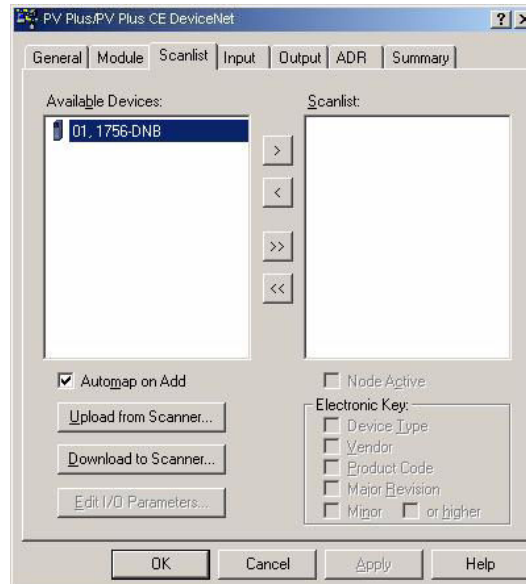 PV Plus/PV Plus CE DeviceNet
General Module Scanlist Input Output ADR Summary
Available Devices:
01, 1756-DNB
>
<
>>
<<
Scanlist:
Automap on Add
Upload from Scanner...
Download to Scanner...
Edit I/O Parameters...
Node Active
Electronic Key:
Device Type
Vendor
Product Code
Major Revision
Minor or higher
OK Cancel Apply Help